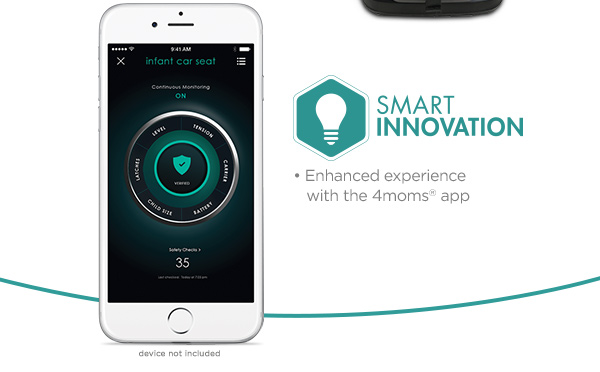 9:41 AM
infant car seat
Continuous Monitoring
ON
LEVEL
TENSION
LATCHES
CARRIER
VERIFIED
CHILD SIZE
BATTERY
Safety Checks >
35
Last checked: Today at 7:02 pm
SMART
INNOVATION
• Enhanced experience
with the 4moms® app
device not included